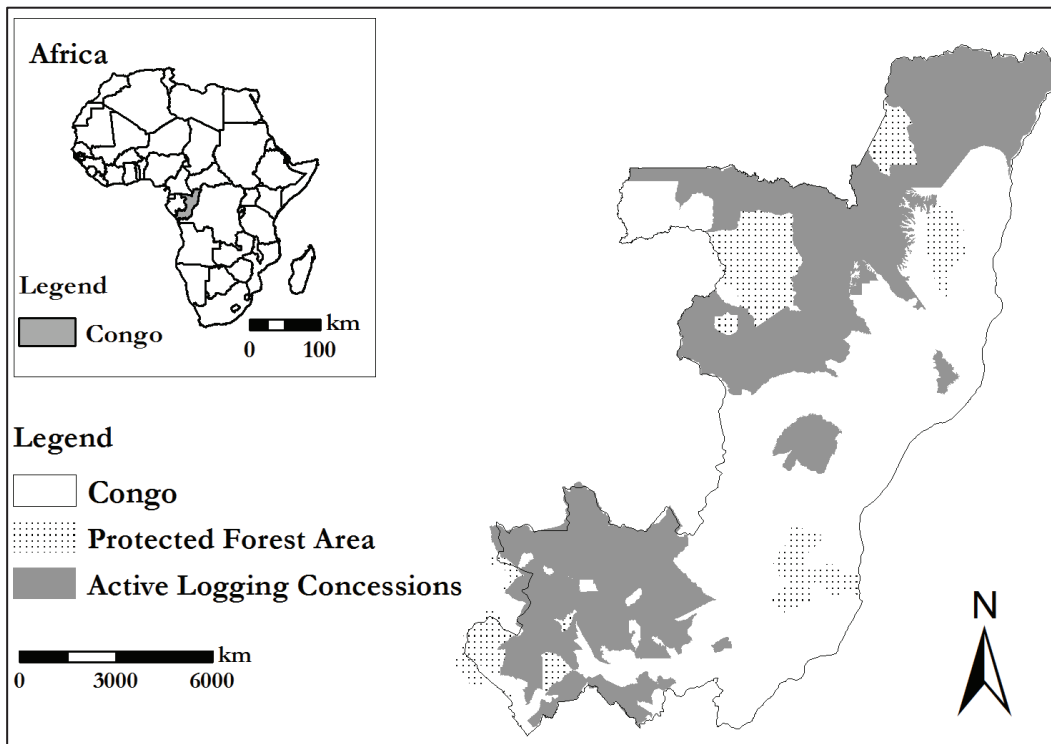 Africa
Legend
Congo
km
0 100
Legend
Congo
Protected Forest Area
Active Logging Concessions
km
0 3000 6000
N